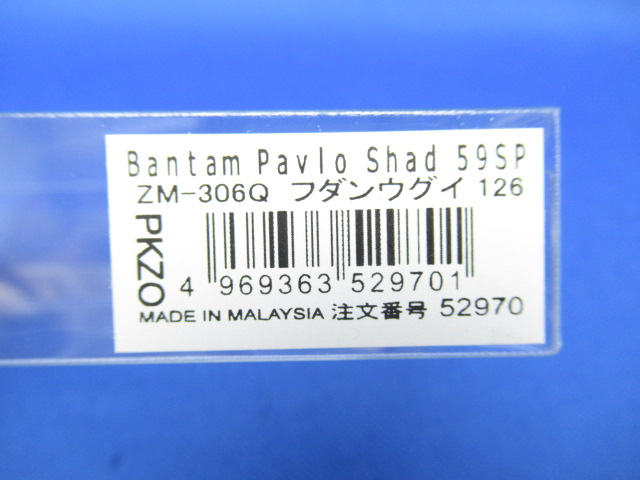 Bantam Pavlo Shad 59SP
ZM-306Q フダンウグイ 126
PKZO
4 969363 529701
MADE IN MALAYSIA 注文番号 52970